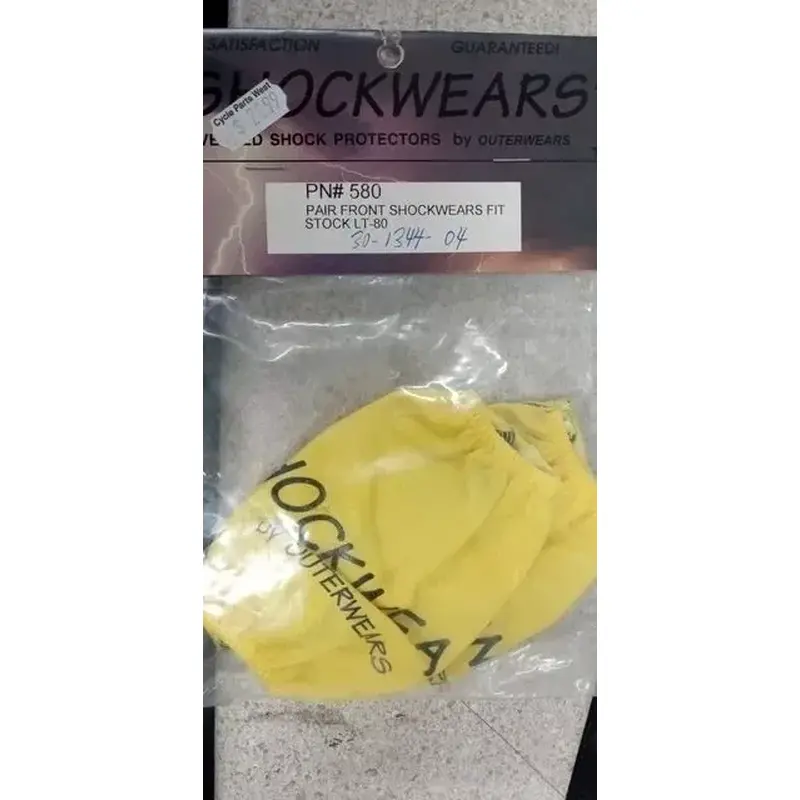 SATISFACTION GUARANTEED!
SHOCKWEARS
Cycle Parts West
SHOCK PROTECTORS by OUTERWEARS
PN# 580
PAIR FRONT SHOCKWEARS FIT
STOCK LT-80
30-1344-04
HOCKWEAR
BY OUTERWEARS